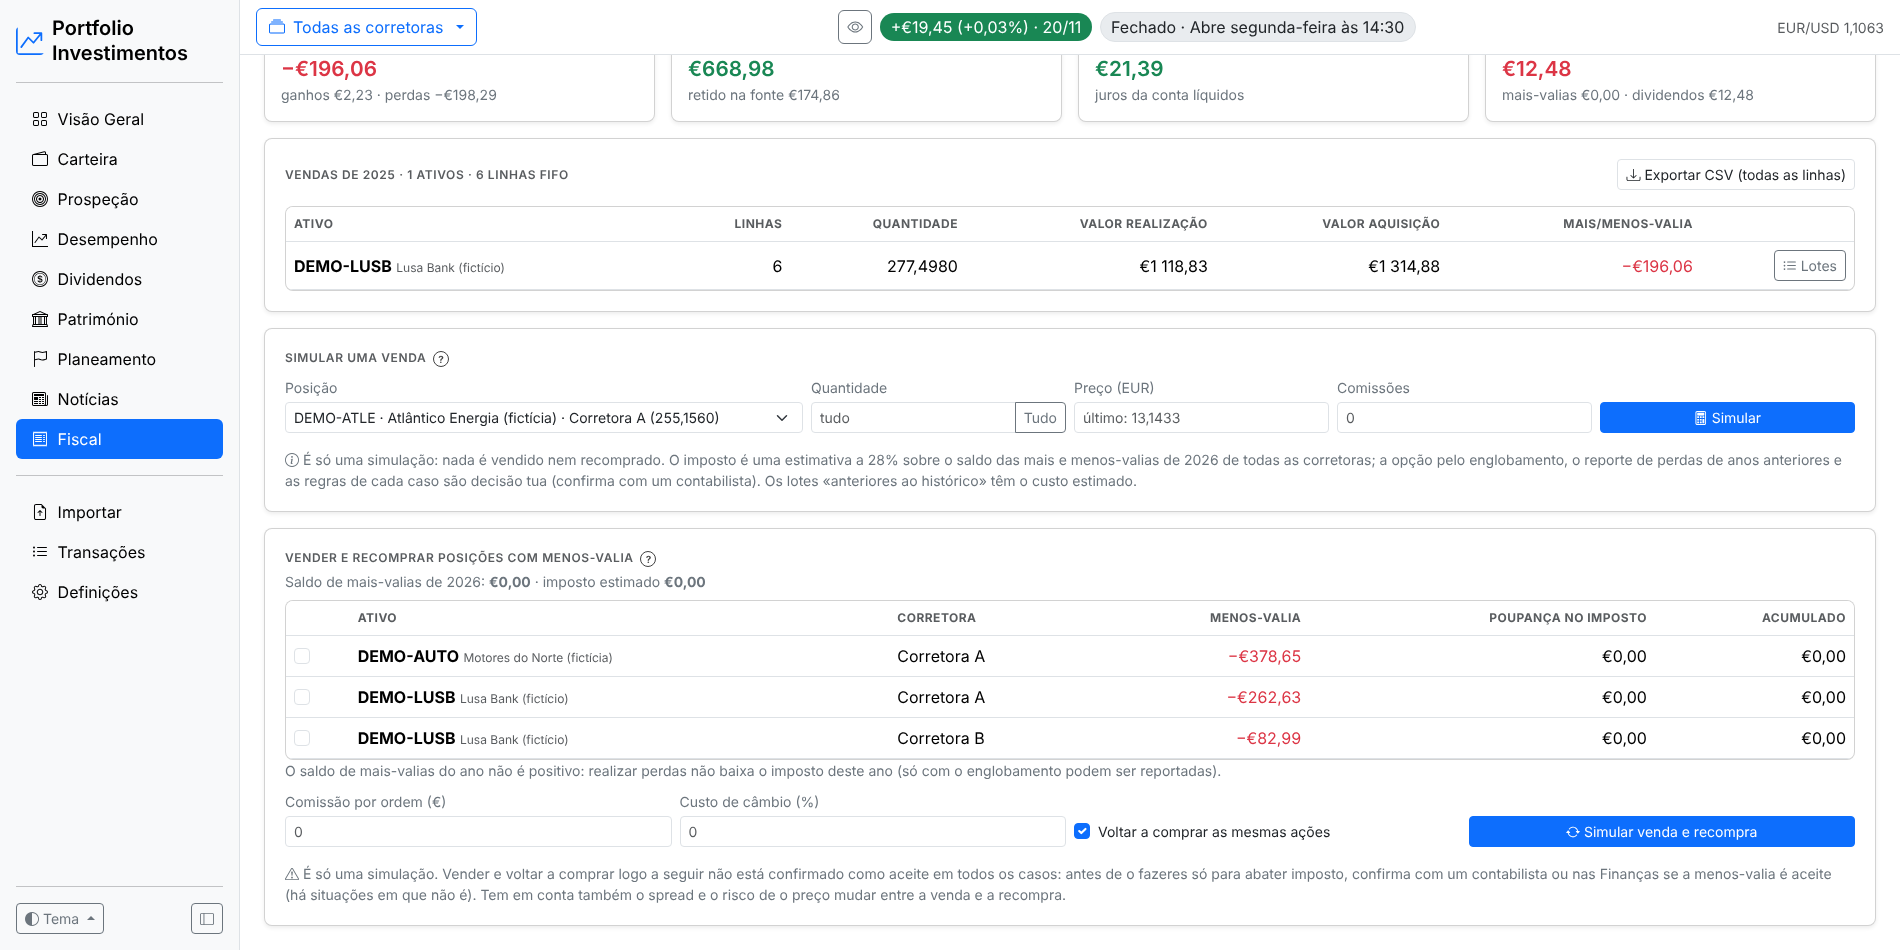 Portfolio
Investimentos
Visão Geral
Carteira
Prospeção
Desempenho
Dividendos
Património
Planeamento
Notícias
Fiscal
Importar
Transações
Definições
Tema
Todas as corretoras
+€19,45 (+0,03%) · 20/11
Fechado · Abre segunda-feira às 14:30
EUR/USD 1,1063
−€196,06
ganhos €2,23 · perdas −€198,29
€668,98
retido na fonte €174,86
€21,39
juros da conta líquidos
€12,48
mais-valias €0,00 · dividendos €12,48
VENDAS DE 2025 · 1 ATIVOS · 6 LINHAS FIFO
Exportar CSV (todas as linhas)
ATIVO LINHAS QUANTIDADE VALOR REALIZAÇÃO VALOR AQUISIÇÃO MAIS/MENOS-VALIA
DEMO-LUSB Lusa Bank (fictício) 6 277,4980 €1 118,83 €1 314,88 −€196,06 Lotes
SIMULAR UMA VENDA ?
Posição Quantidade Preço (EUR) Comissões
DEMO-ATLE · Atlântico Energia (fictícia) · Corretora A (255,1560) tudo Tudo último: 13,1433 0 Simular
É só uma simulação: nada é vendido nem recomprado. O imposto é uma estimativa a 28% sobre o saldo das mais e menos-valias de 2026 de todas as corretoras; a opção pelo englobamento, o reporte de perdas de anos anteriores e
as regras de cada caso são decisão tua (confirma com um contabilista). Os lotes «anteriores ao histórico» têm o custo estimado.
VENDER E RECOMPRAR POSIÇÕES COM MENOS-VALIA ?
Saldo de mais-valias de 2026: €0,00 · imposto estimado €0,00
ATIVO CORRETORA MENOS-VALIA POUPANÇA NO IMPOSTO ACUMULADO
DEMO-AUTO Motores do Norte (fictícia) Corretora A −€378,65 €0,00 €0,00
DEMO-LUSB Lusa Bank (fictício) Corretora A −€262,63 €0,00 €0,00
DEMO-LUSB Lusa Bank (fictício) Corretora B −€82,99 €0,00 €0,00
O saldo de mais-valias do ano não é positivo: realizar perdas não baixa o imposto deste ano (só com o englobamento podem ser reportadas).
Comissão por ordem (€) Custo de câmbio (%)
0 0 Voltar a comprar as mesmas ações Simular venda e recompra
É só uma simulação. Vender e voltar a comprar logo a seguir não está confirmado como aceite em todos os casos: antes de o fazeres só para abater imposto, confirma com um contabilista ou nas Finanças se a menos-valia é aceite
(há situações em que não é). Tem em conta também o spread e o risco de o preço mudar entre a venda e a recompra.